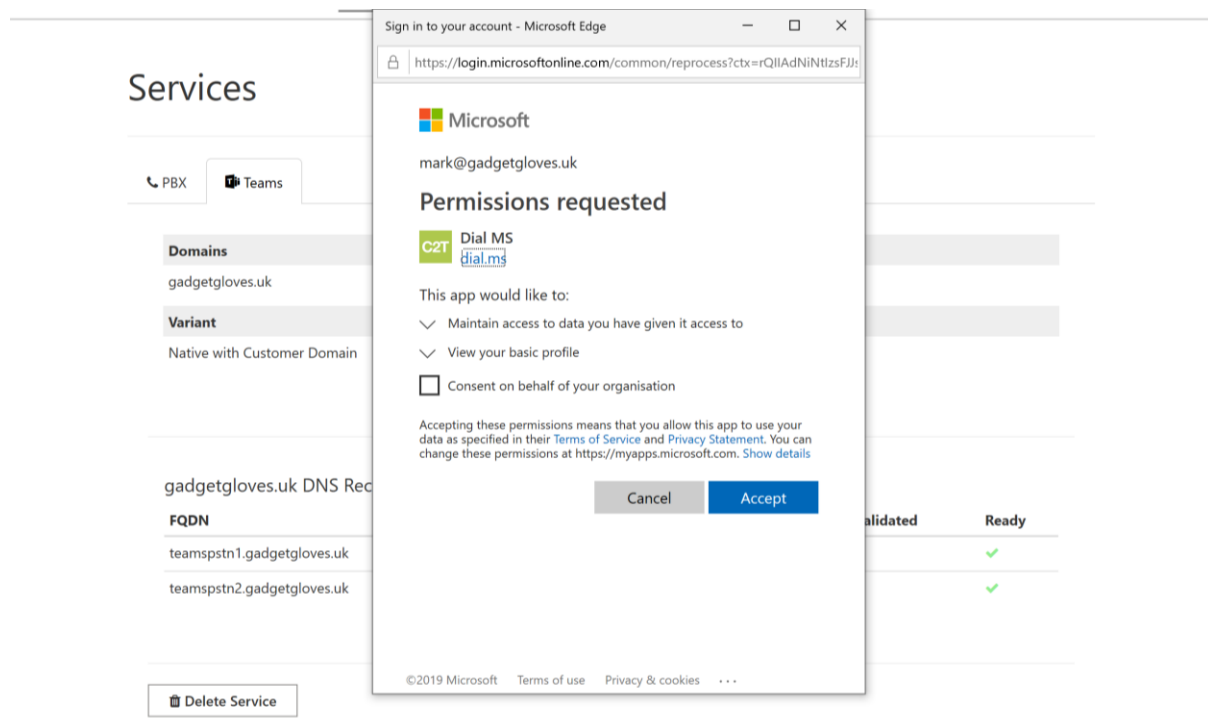 Sign in to your account - Microsoft Edge
https://login.microsoftonline.com/common/reprocess?ctx=rQIIAdNiNtIzsFJJs
Services
PBX
Teams
Domains
gadgetgloves.uk
Variant
Native with Customer Domain
gadgetgloves.uk DNS Rec
FQDN
alidated
Ready
teamspstn1.gadgetgloves.uk
teamspstn2.gadgetgloves.uk
Delete Service
Microsoft
mark@gadgetgloves.uk
Permissions requested
C2T
Dial MS
dial.ms
This app would like to:
Maintain access to data you have given it access to
View your basic profile
Consent on behalf of your organisation
Accepting these permissions means that you allow this app to use your
data as specified in their Terms of Service and Privacy Statement. You can
change these permissions at https://myapps.microsoft.com. Show details
Cancel
Accept
©2019 Microsoft Terms of use Privacy & cookies ...